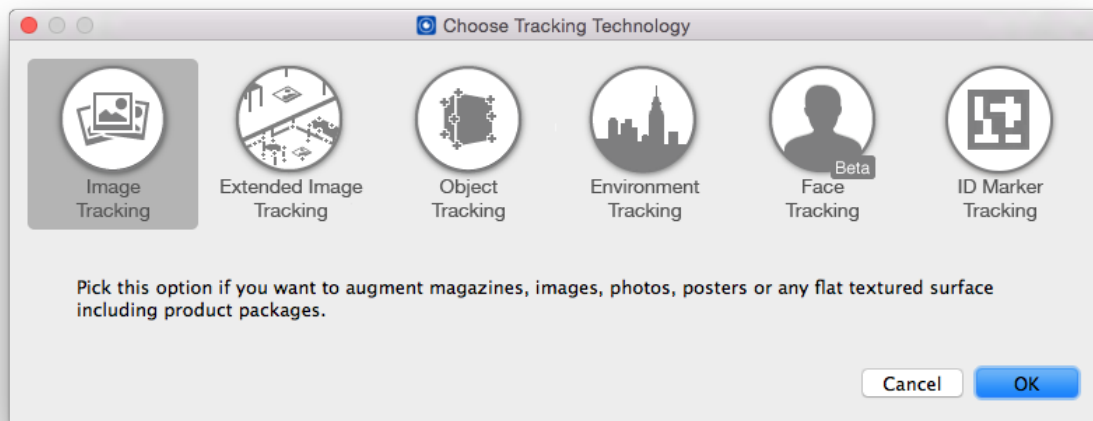 Choose Tracking Technology
Image
Tracking
Extended Image
Tracking
Object
Tracking
Environment
Tracking
Beta
Face
Tracking
ID Marker
Tracking
Pick this option if you want to augment magazines, images, photos, posters or any flat textured surface
including product packages.
Cancel
OK